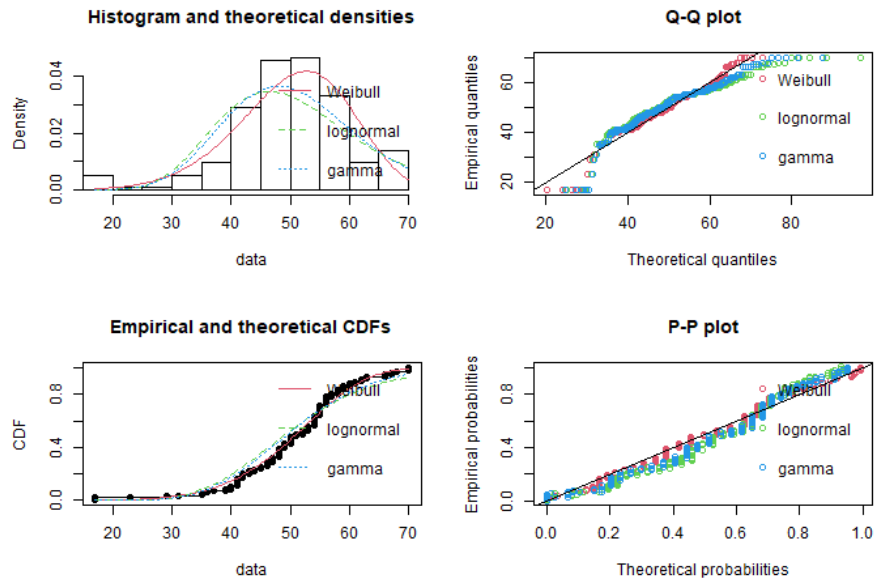 Histogram and theoretical densities
Density
0.00
0.02
0.04
Weibull
lognormal
gamma
20 30 40 50 60 70
data
Q-Q plot
Empirical quantiles
20
40
60
Weibull
lognormal
gamma
20 40 60 80
Theoretical quantiles
Empirical and theoretical CDFs
CDF
0.0
0.4
0.8
Weibull
lognormal
gamma
20 30 40 50 60 70
data
P-P plot
Empirical probabilities
0.0
0.4
0.8
Weibull
lognormal
gamma
0.0 0.2 0.4 0.6 0.8 1.0
Theoretical probabilities